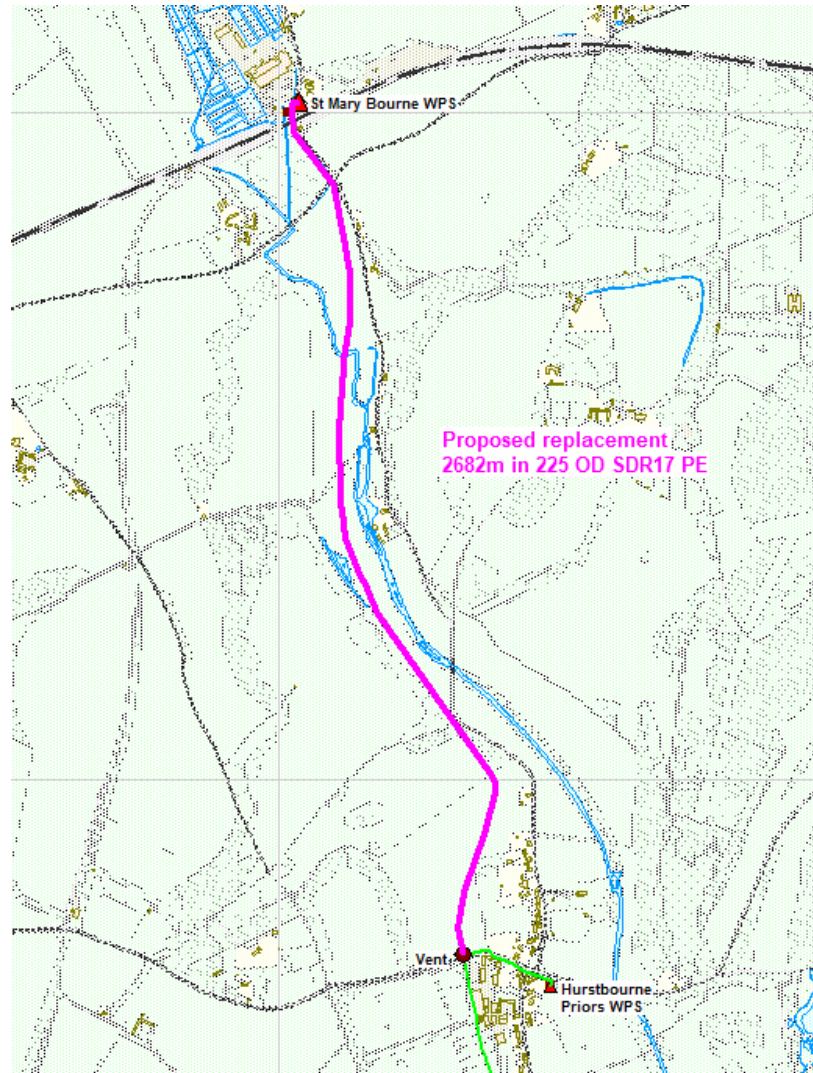 St Mary Bourne WPS
Proposed replacement
2682m in 225 OD SDR17 PE
Vent
Hurstbourne
Priors WPS